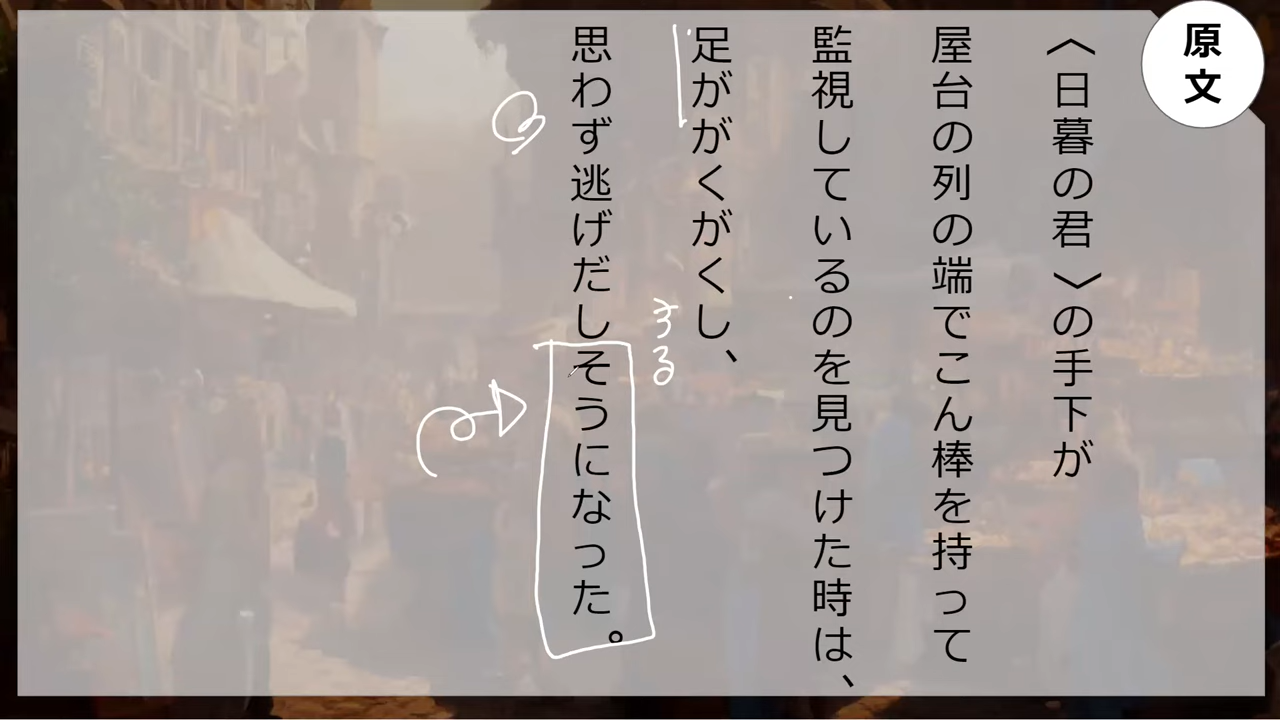 原文
〈日暮の君〉の手下が
屋台の列の端でこん棒を持って
監視しているのを見つけた時は、
足ががくがくし、
する
思わず逃げだしそうになった。